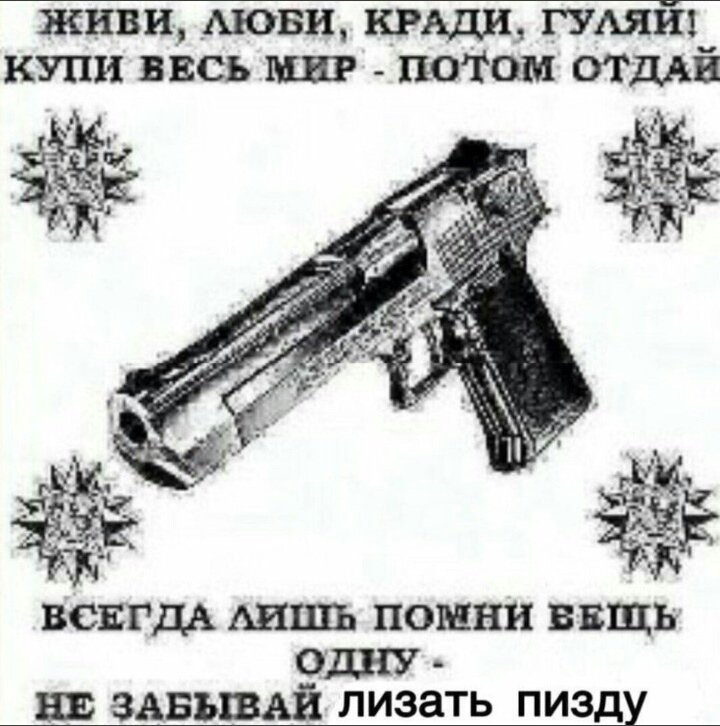 ЖИВИ, ЛЮБИ, КРАДИ, ГУЛЯЙ!
КУПИ ВЕСЬ МИР - ПОТОМ ОТДАЙ
ВСЕГДА ЛИШЬ ПОМНИ ВЕЩЬ
ОДНУ -
НЕ ЗАБЫВАЙ лизать пизду